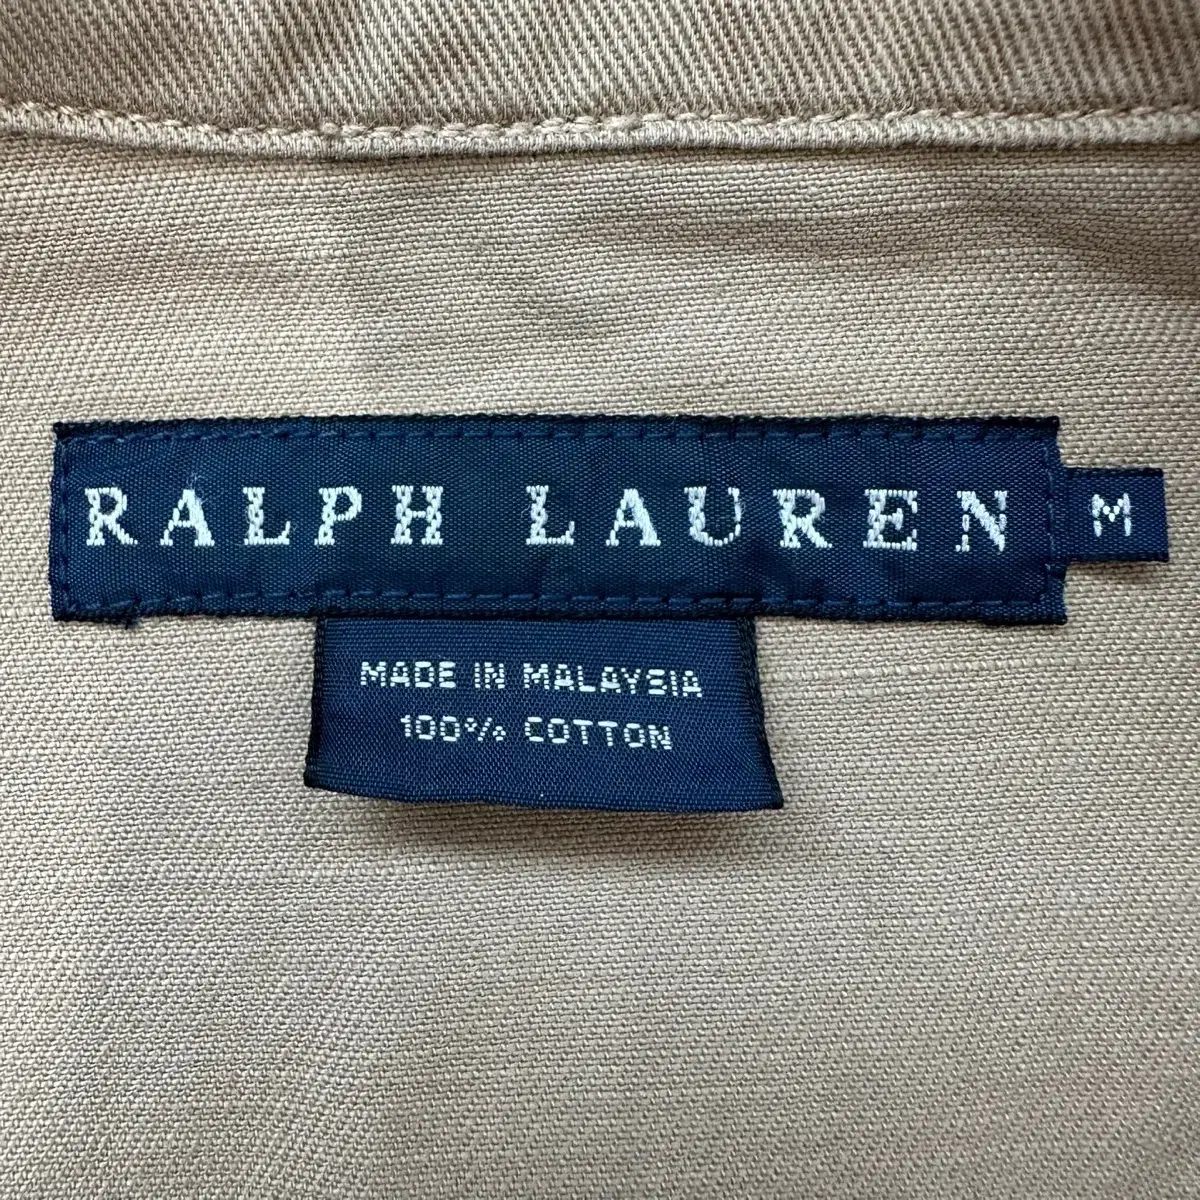 RALPH LAUREN M
MADE IN MALAYSIA
100% COTTON